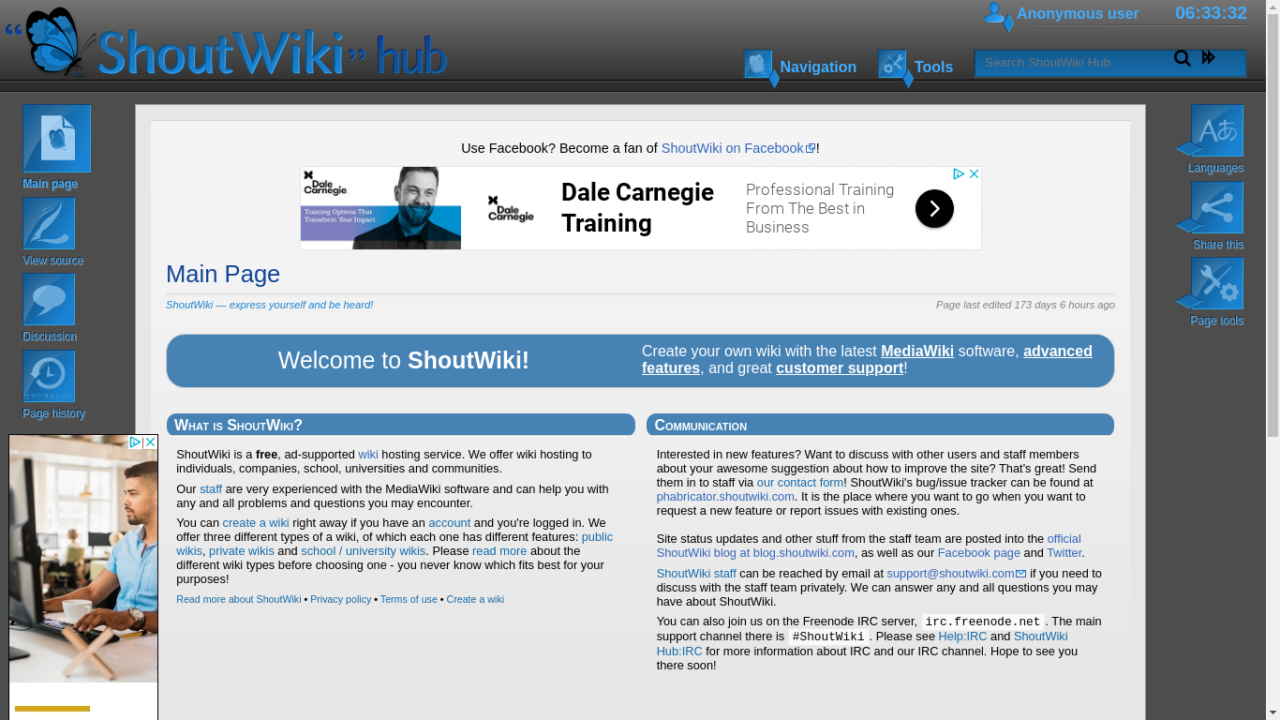 “ShoutWiki” hub
Anonymous user
06:33:32
Navigation
Tools
Search ShoutWiki Hub
Main page
View source
Discussion
Page history
Languages
Share this
Page tools
Use Facebook? Become a fan of ShoutWiki on Facebook!
Dale Carnegie
Training Options That
Transform Your Impact.
Dale
Carnegie
Dale Carnegie
Training
Professional Training
From The Best in
Business
Main Page
ShoutWiki — express yourself and be heard!
Page last edited 173 days 6 hours ago
Welcome to ShoutWiki!
Create your own wiki with the latest MediaWiki software, advanced
features, and great customer support!
What is ShoutWiki?
ShoutWiki is a free, ad-supported wiki hosting service. We offer wiki hosting to
individuals, companies, school, universities and communities.
Our staff are very experienced with the MediaWiki software and can help you with
any and all problems and questions you may encounter.
You can create a wiki right away if you have an account and you're logged in. We
offer three different types of a wiki, of which each one has different features: public
wikis, private wikis and school / university wikis. Please read more about the
different wiki types before choosing one - you never know which fits best for your
purposes!
Read more about ShoutWiki • Privacy policy • Terms of use • Create a wiki
Communication
Interested in new features? Want to discuss with other users and staff members
about your awesome suggestion about how to improve the site? That's great! Send
them in to staff via our contact form! ShoutWiki's bug/issue tracker can be found at
phabricator.shoutwiki.com. It is the place where you want to go when you want to
request a new feature or report issues with existing ones.
Site status updates and other stuff from the staff team are posted into the official
ShoutWiki blog at blog.shoutwiki.com, as well as our Facebook page and Twitter.
ShoutWiki staff can be reached by email at support@shoutwiki.com if you need to
discuss with the staff team privately. We can answer any and all questions you may
have about ShoutWiki.
You can also join us on the Freenode IRC server, irc.freenode.net. The main
support channel there is #ShoutWiki. Please see Help:IRC and ShoutWiki
Hub:IRC for more information about IRC and our IRC channel. Hope to see you
there soon!